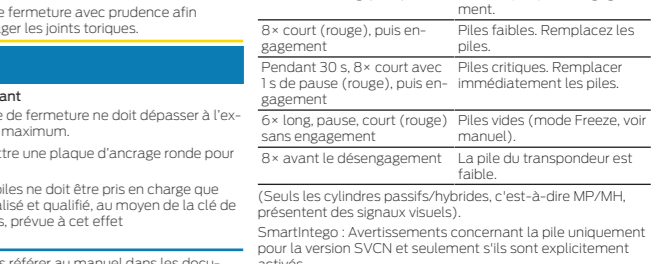 e fermeture avec prudence afin
ger les joints toriques.
ant
e de fermeture ne doit dépasser à l'ex-
maximum.
ttre une plaque d'ancrage ronde pour
piles ne doit être pris en charge que
alisé et qualifié, au moyen de la clé de
s, prévue à cet effet
s référer au manuel dans les docu-
ment.
8× court (rouge), puis en-
gagement
Piles faibles. Remplacez les
piles.
Pendant 30 s, 8× court avec
1 s de pause (rouge), puis en-
gagement
Piles critiques. Remplacer
immédiatement les piles.
6× long, pause, court (rouge)
sans engagement
Piles vides (mode Freeze, voir
manuel).
8× avant le désengagement
La pile du transpondeur est
faible.
(Seuls les cylindres passifs/hybrides, c'est-à-dire MP/MH,
présentent des signaux visuels).
SmartIntego : Avertissements concernant la pile uniquement
pour la version SVCN et seulement s'ils sont explicitement
activés